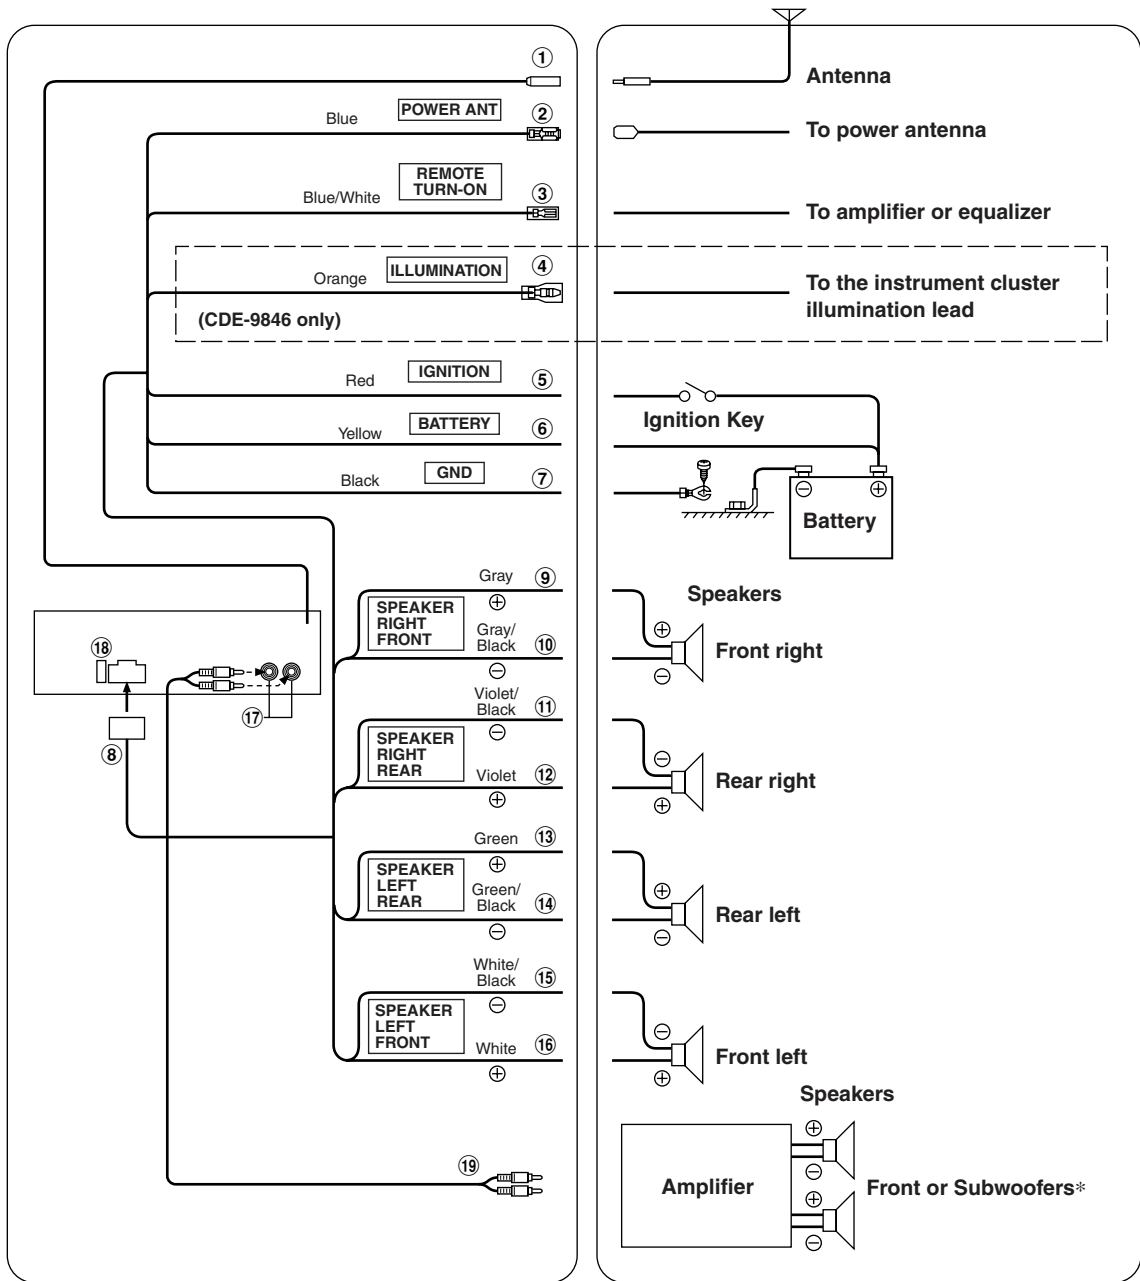 ①
Antenna
POWER ANT
②
Blue
To power antenna
REMOTE
TURN-ON
③
Blue/White
To amplifier or equalizer
ILLUMINATION
④
Orange
To the instrument cluster
illumination lead
(CDE-9846 only)
IGNITION
⑤
Red
Ignition Key
BATTERY
⑥
Yellow
GND
⑦
Black
⊖
⊕
Battery
Gray
⑨
Speakers
⊕
SPEAKER
RIGHT
FRONT
Gray/
Black
⑩
⊖
⊕
Front right
⊖
⑱
⑰
⑧
Violet/
Black
⑪
⊖
SPEAKER
RIGHT
REAR
Violet
⑫
⊕
⊖
Rear right
⊕
Green
⑬
⊕
SPEAKER
LEFT
REAR
Green/
Black
⑭
⊖
⊕
Rear left
⊖
White/
Black
⑮
⊖
SPEAKER
LEFT
FRONT
White
⑯
⊕
⊖
Front left
⊕
Speakers
⑲
Amplifier
⊕
⊖
Front or Subwoofers*
⊕
⊖